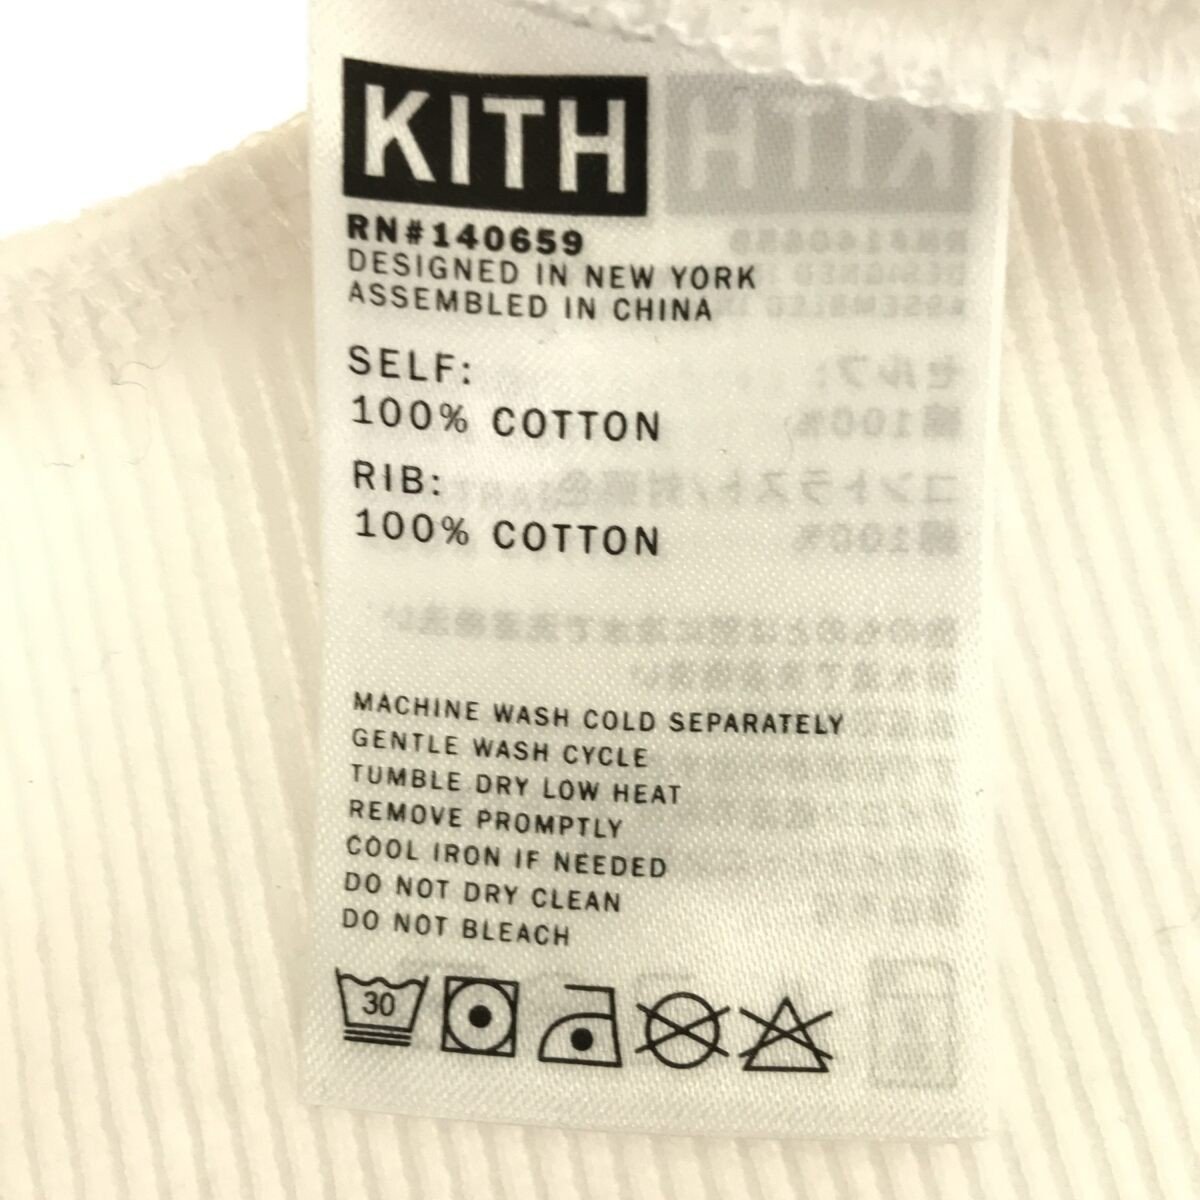 KITH
RN#140659
DESIGNED IN NEW YORK
ASSEMBLED IN CHINA
SELF:
100% COTTON
RIB:
100% COTTON
MACHINE WASH COLD SEPARATELY
GENTLE WASH CYCLE
TUMBLE DRY LOW HEAT
REMOVE PROMPTLY
COOL IRON IF NEEDED
DO NOT DRY CLEAN
DO NOT BLEACH
30